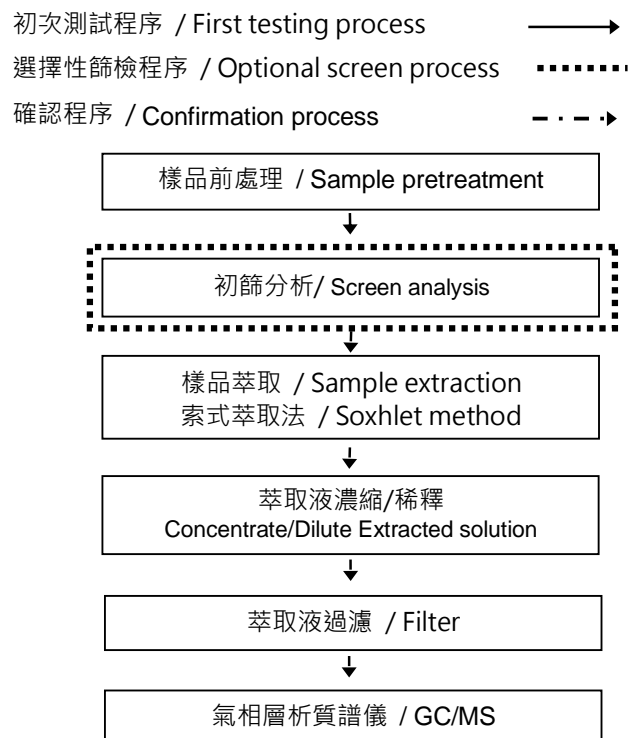 初次測試程序 / First testing process
選擇性篩檢程序 / Optional screen process
確認程序 / Confirmation process
樣品前處理 / Sample pretreatment
初篩分析/ Screen analysis
樣品萃取 / Sample extraction
索式萃取法 / Soxhlet method
萃取液濃縮/稀釋
Concentrate/Dilute Extracted solution
萃取液過濾 / Filter
氣相層析質譜儀 / GC/MS